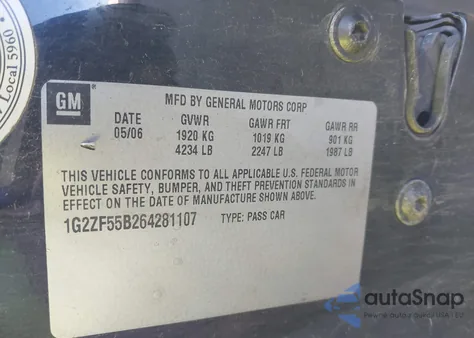 Local 5960
GM
MFD BY GENERAL MOTORS CORP
DATE GVWR GAWR FRT GAWR RR
05/06 1920 KG 1019 KG 901 KG
4234 LB 2247 LB 1987 LB
THIS VEHICLE CONFORMS TO ALL APPLICABLE U.S. FEDERAL MOTOR
VEHICLE SAFETY, BUMPER, AND THEFT PREVENTION STANDARDS IN
EFFECT ON THE DATE OF MANUFACTURE SHOWN ABOVE.
1G2ZF55B264281107 TYPE: PASS CAR
autoSnap